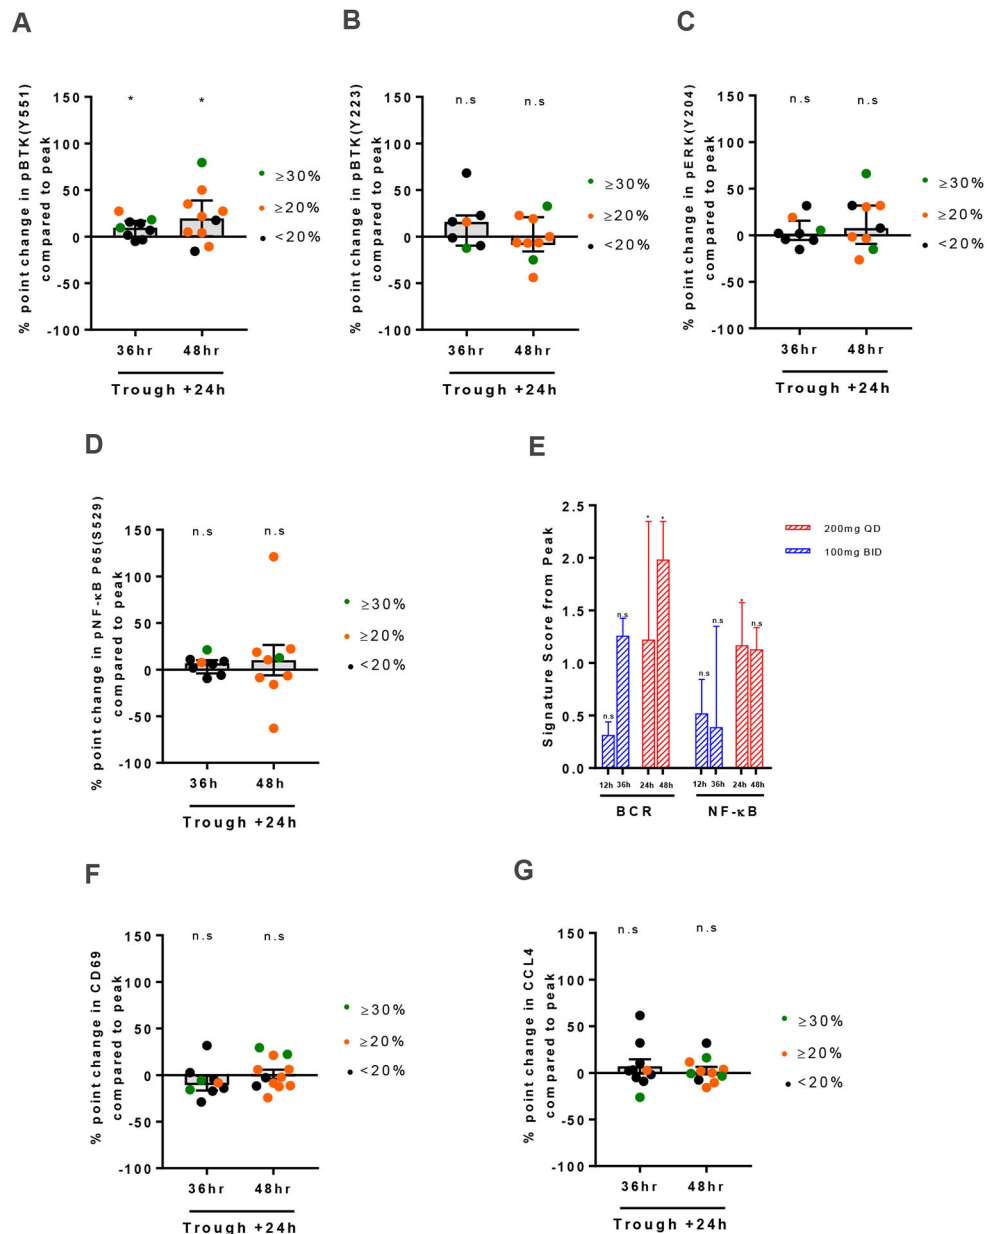 A
B
C
% point change in pBTK(Y551)
compared to peak
150
100
50
0
-50
-100
*
*
≥30%
≥20%
<20%
36hr
48hr
Trough +24h
% point change in pBTK(Y223)
compared to peak
150
100
50
0
-50
-100
n.s
n.s
≥30%
≥20%
<20%
36hr
48hr
Trough +24h
% point change in pERK(Y204)
compared to peak
150
100
50
0
-50
-100
n.s
n.s
≥30%
≥20%
<20%
36hr
48hr
Trough +24h
D
E
% point change in pNF-κB P65(S529)
compared to peak
150
100
50
0
-50
-100
n.s
n.s
≥30%
≥20%
<20%
36h
48h
Trough +24h
Signature Score from Peak
2.5
2.0
1.5
1.0
0.5
0.0
n.s
n.s
*
*
n.s
n.s
*
n.s
200mg QD
100mg BID
12h
36h
24h
48h
12h
36h
24h
48h
BCR
NF-κB
F
G
% point change in CD69
compared to peak
150
100
50
0
-50
-100
n.s
n.s
≥30%
≥20%
<20%
36hr
48hr
Trough +24h
% point change in CCL4
compared to peak
150
100
50
0
-50
-100
n.s
n.s
≥30%
≥20%
<20%
36hr
48hr
Trough +24h